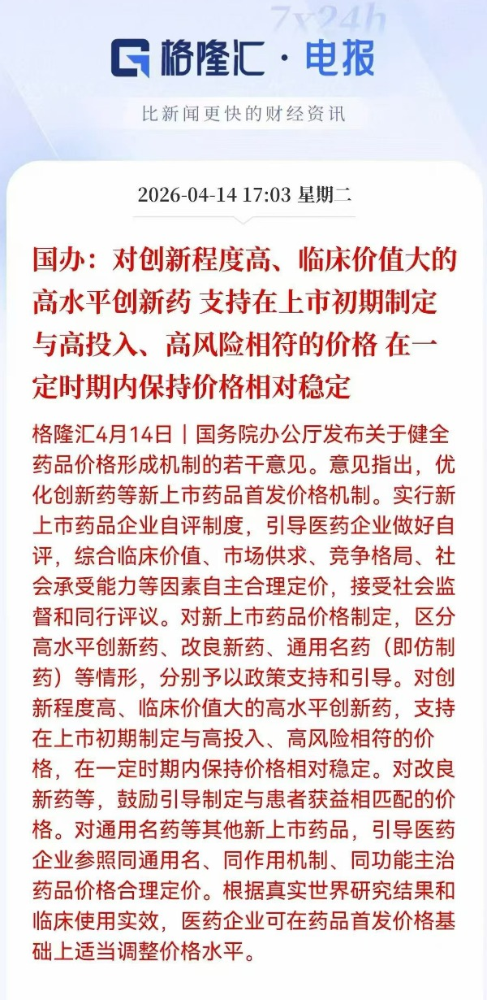 7x24h
格隆汇·电报
比新闻更快的财经资讯
2026-04-14 17:03 星期二
国办：对创新程度高、临床价值大的
高水平创新药 支持在上市初期制定
与高投入、高风险相符的价格 在一
定时期内保持价格相对稳定
格隆汇4月14日｜国务院办公厅发布关于健全
药品价格形成机制的若干意见。意见指出，优
化创新药等新上市药品首发价格机制。实行新
上市药品企业自评制度，引导医药企业做好自
评，综合临床价值、市场供求、竞争格局、社
会承受能力等因素自主合理定价，接受社会监
督和同行评议。对新上市药品价格制定，区分
高水平创新药、改良新药、通用名药（即仿制
药）等情形，分别予以政策支持和引导。对创
新程度高、临床价值大的高水平创新药，支持
在上市初期制定与高投入、高风险相符的价
格，在一定时期内保持价格相对稳定。对改良
新药等，鼓励引导制定与患者获益相匹配的价
格。对通用名药等其他新上市药品，引导医药
企业参照同通用名、同作用机制、同功能主治
药品价格合理定价。根据真实世界研究结果和
临床使用实效，医药企业可在药品首发价格基
础上适当调整价格水平。